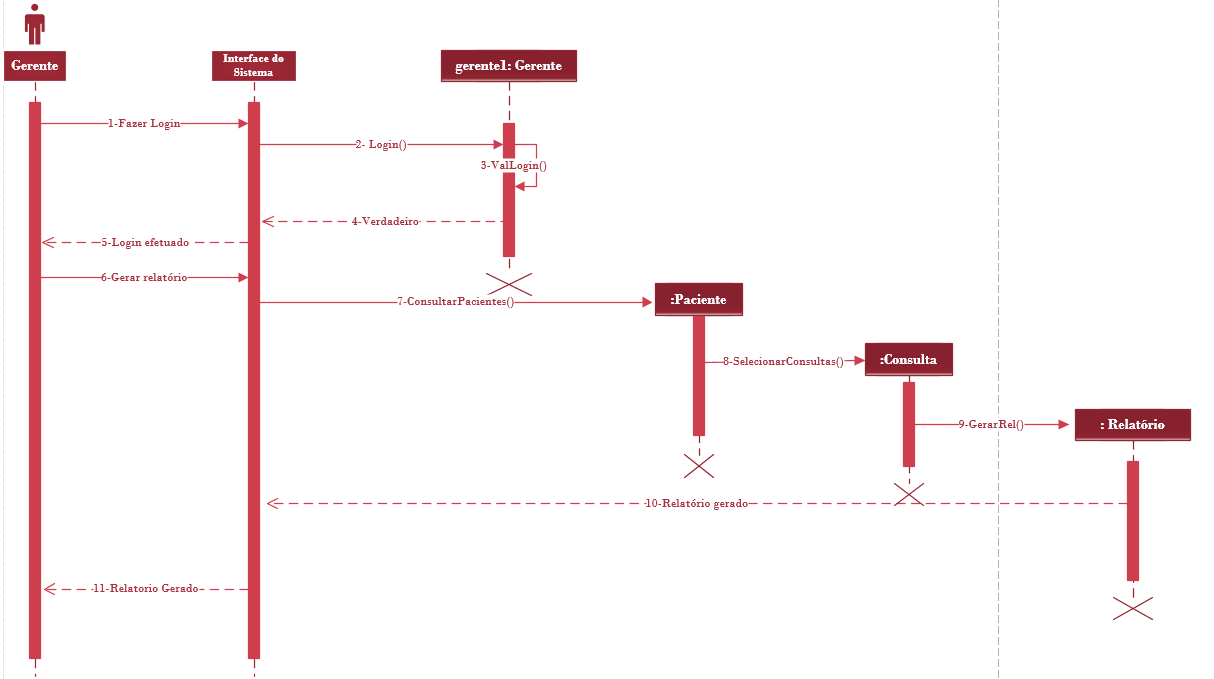 Gerente
Interface do
Sistema
gerente1: Gerente
1-Fazer Login
2- Login()
3-ValLogin()
4-Verdadeiro
5-Login efetuado
6-Gerar relatório
7-ConsultarPacientes()
:Paciente
8-SelecionarConsultas()
:Consulta
9-GerarRel()
: Relatório
10-Relatório gerado
11-Relatorio Gerado